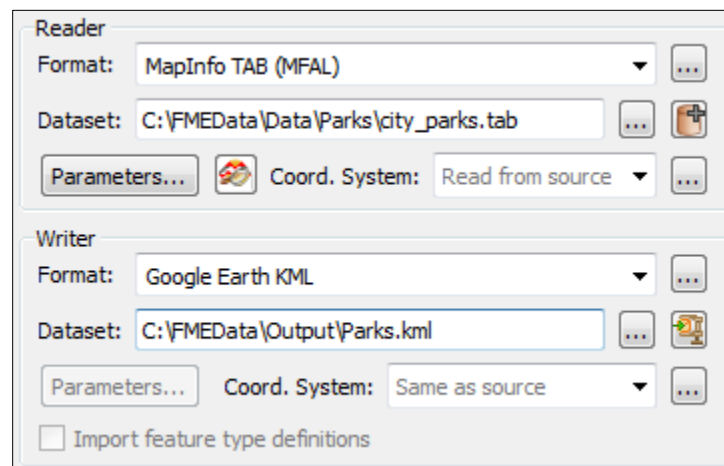 Reader
Format: MapInfo TAB (MFAL) ...
Dataset: C:\FMEData\Data\Parks\city_parks.tab ...
Parameters... Coord. System: Read from source ...
Writer
Format: Google Earth KML ...
Dataset: C:\FMEData\Output\Parks.kml ...
Parameters... Coord. System: Same as source ...
Import feature type definitions